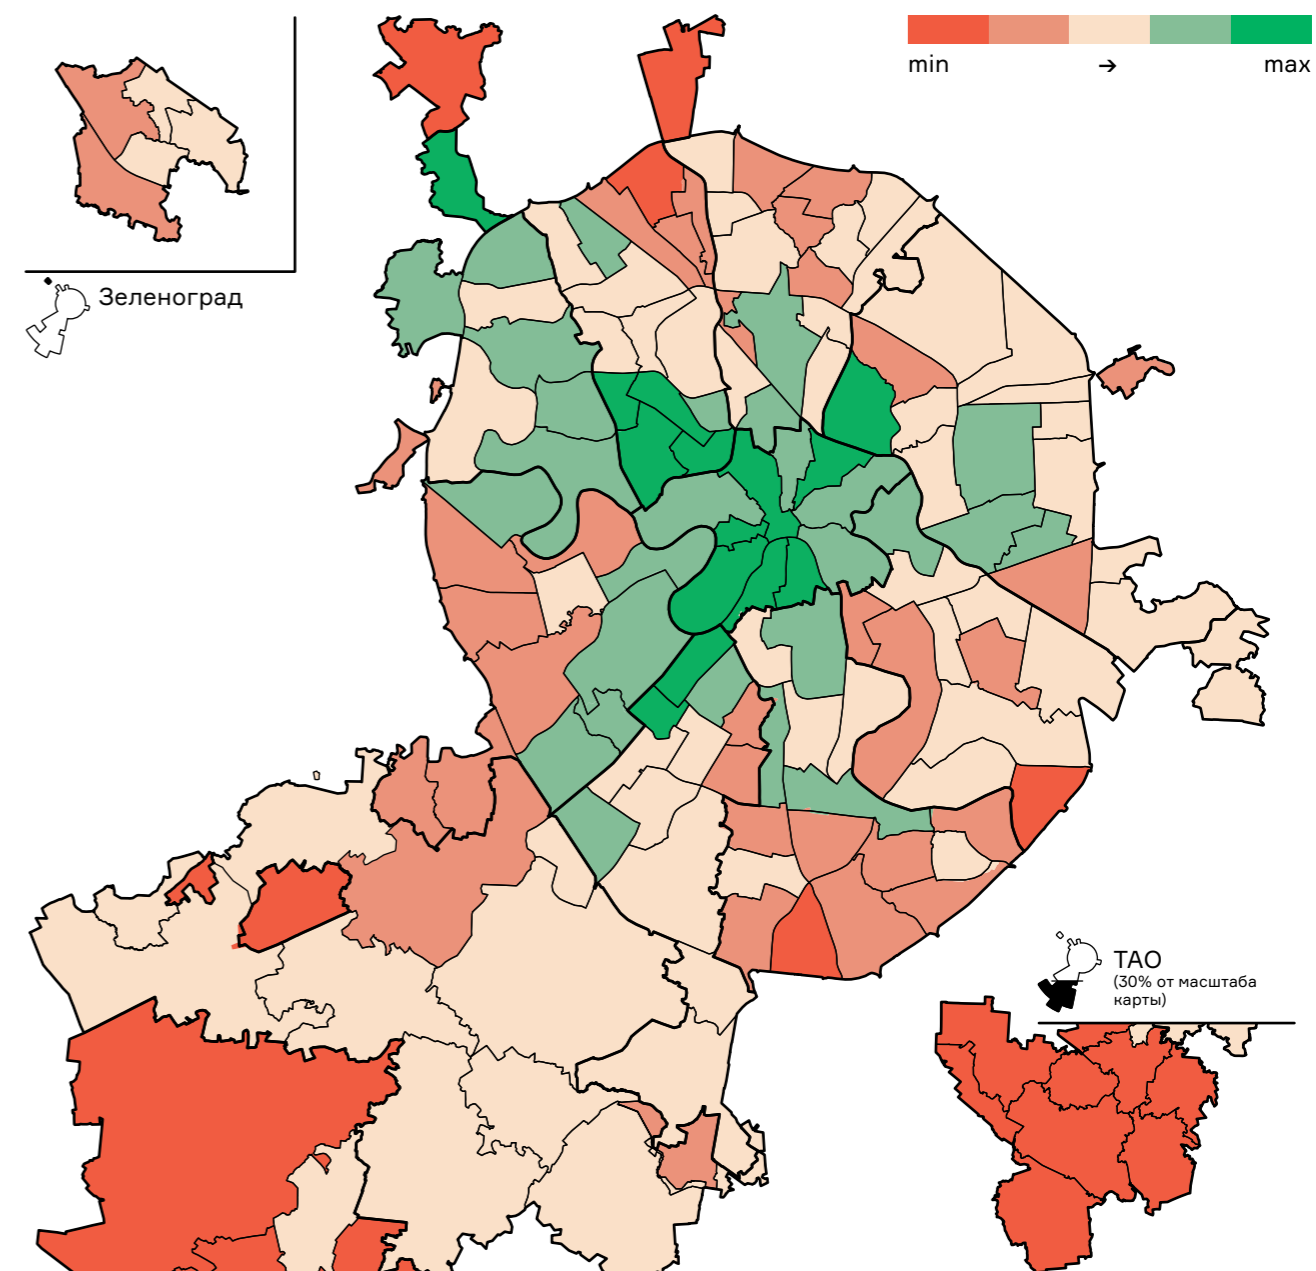 min → max
Зеленоград
ТАО
(30% от масштаба
карты)